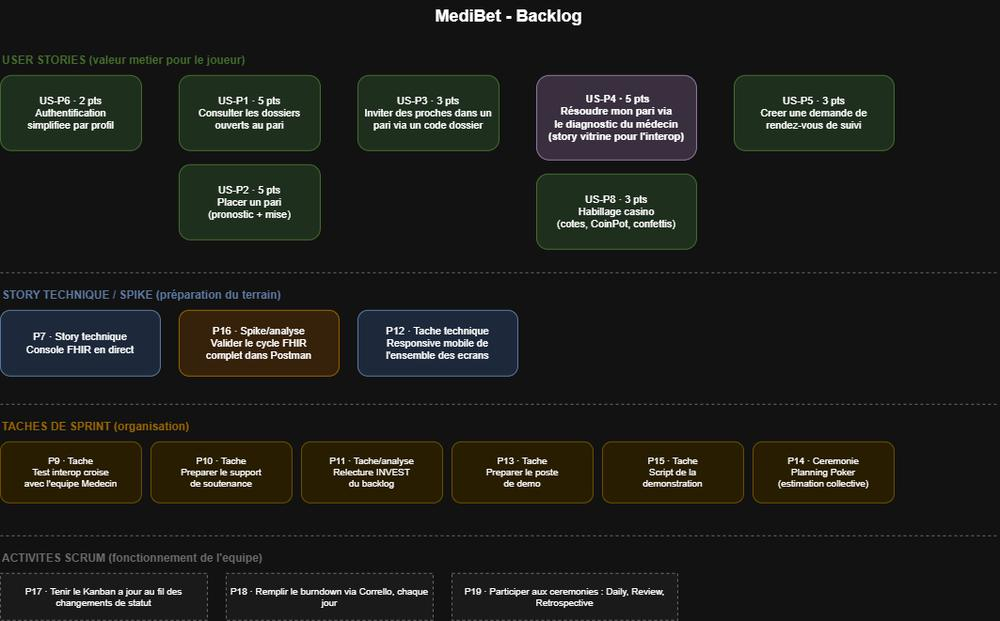 MediBet - Backlog
USER STORIES (valeur metier pour le joueur)
US-P6 · 2 pts
Authentification
simplifiee par profil
US-P1 · 5 pts
Consulter les dossiers
ouverts au pari
US-P3 · 3 pts
Inviter des proches dans un
pari via un code dossier
US-P4 · 5 pts
Résoudre mon pari via
le diagnostic du médecin
(story vitrine pour l'interop)
US-P5 · 3 pts
Creer une demande de
rendez-vous de suivi
US-P2 · 5 pts
Placer un pari
(pronostic + mise)
US-P8 · 3 pts
Habillage casino
(cotes, CoinPot, confettis)
STORY TECHNIQUE / SPIKE (préparation du terrain)
P7 · Story technique
Console FHIR en direct
P16 · Spike/analyse
Valider le cycle FHIR
complet dans Postman
P12 · Tache technique
Responsive mobile de
l'ensemble des ecrans
TACHES DE SPRINT (organisation)
P9 · Tache
Test interop croise
avec l'equipe Medecin
P10 · Tache
Preparer le support
de soutenance
P11 · Tache/analyse
Relecture INVEST
du backlog
P13 · Tache
Preparer le poste
de demo
P15 · Tache
Script de la
demonstration
P14 · Ceremonie
Planning Poker
(estimation collective)
ACTIVITES SCRUM (fonctionnement de l'equipe)
P17 · Tenir le Kanban a jour au fil des
changements de statut
P18 · Remplir le burndown via Corrello, chaque
jour
P19 · Participer aux ceremonies : Daily, Review,
Retrospective